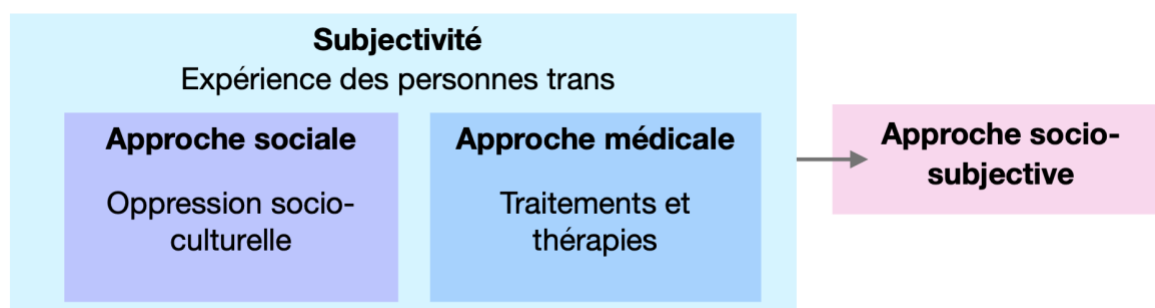 Subjectivité
Expérience des personnes trans
Approche sociale
Oppression socio-
culturelle
Approche médicale
Traitements et
thérapies
Approche socio-
subjective